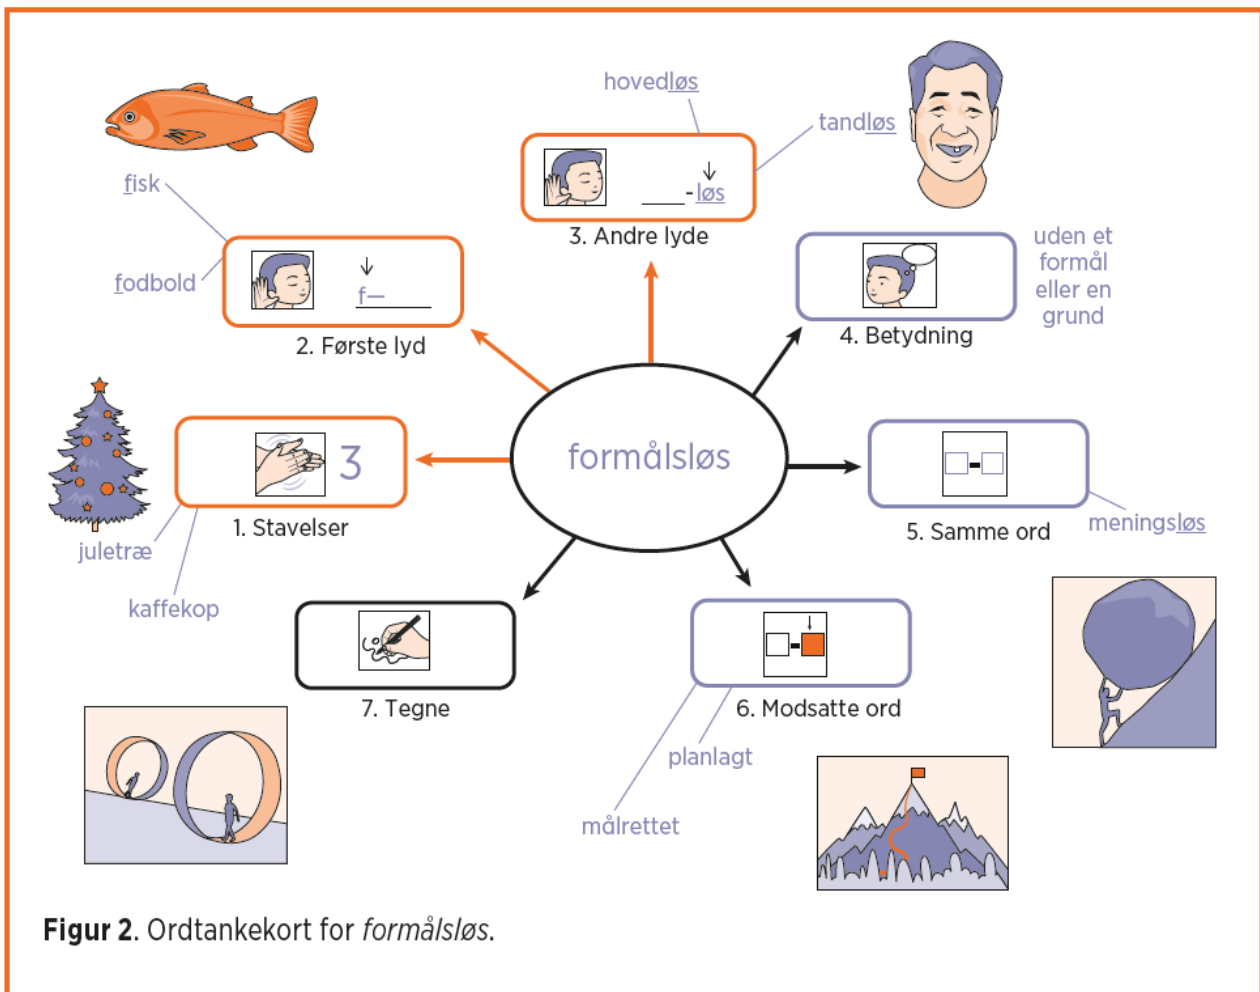 hovedløs
tandløs
___-løs
3. Andre lyde
fisk
fodbold
f—
2. Første lyd
uden et
formål
eller en
grund
4. Betydning
formålsløs
3
1. Stavelser
juletræ
kaffekop
5. Samme ord
meningsløs
7. Tegne
6. Modsatte ord
planlagt
målrettet
Figur 2. Ordtankekort for formålsløs.